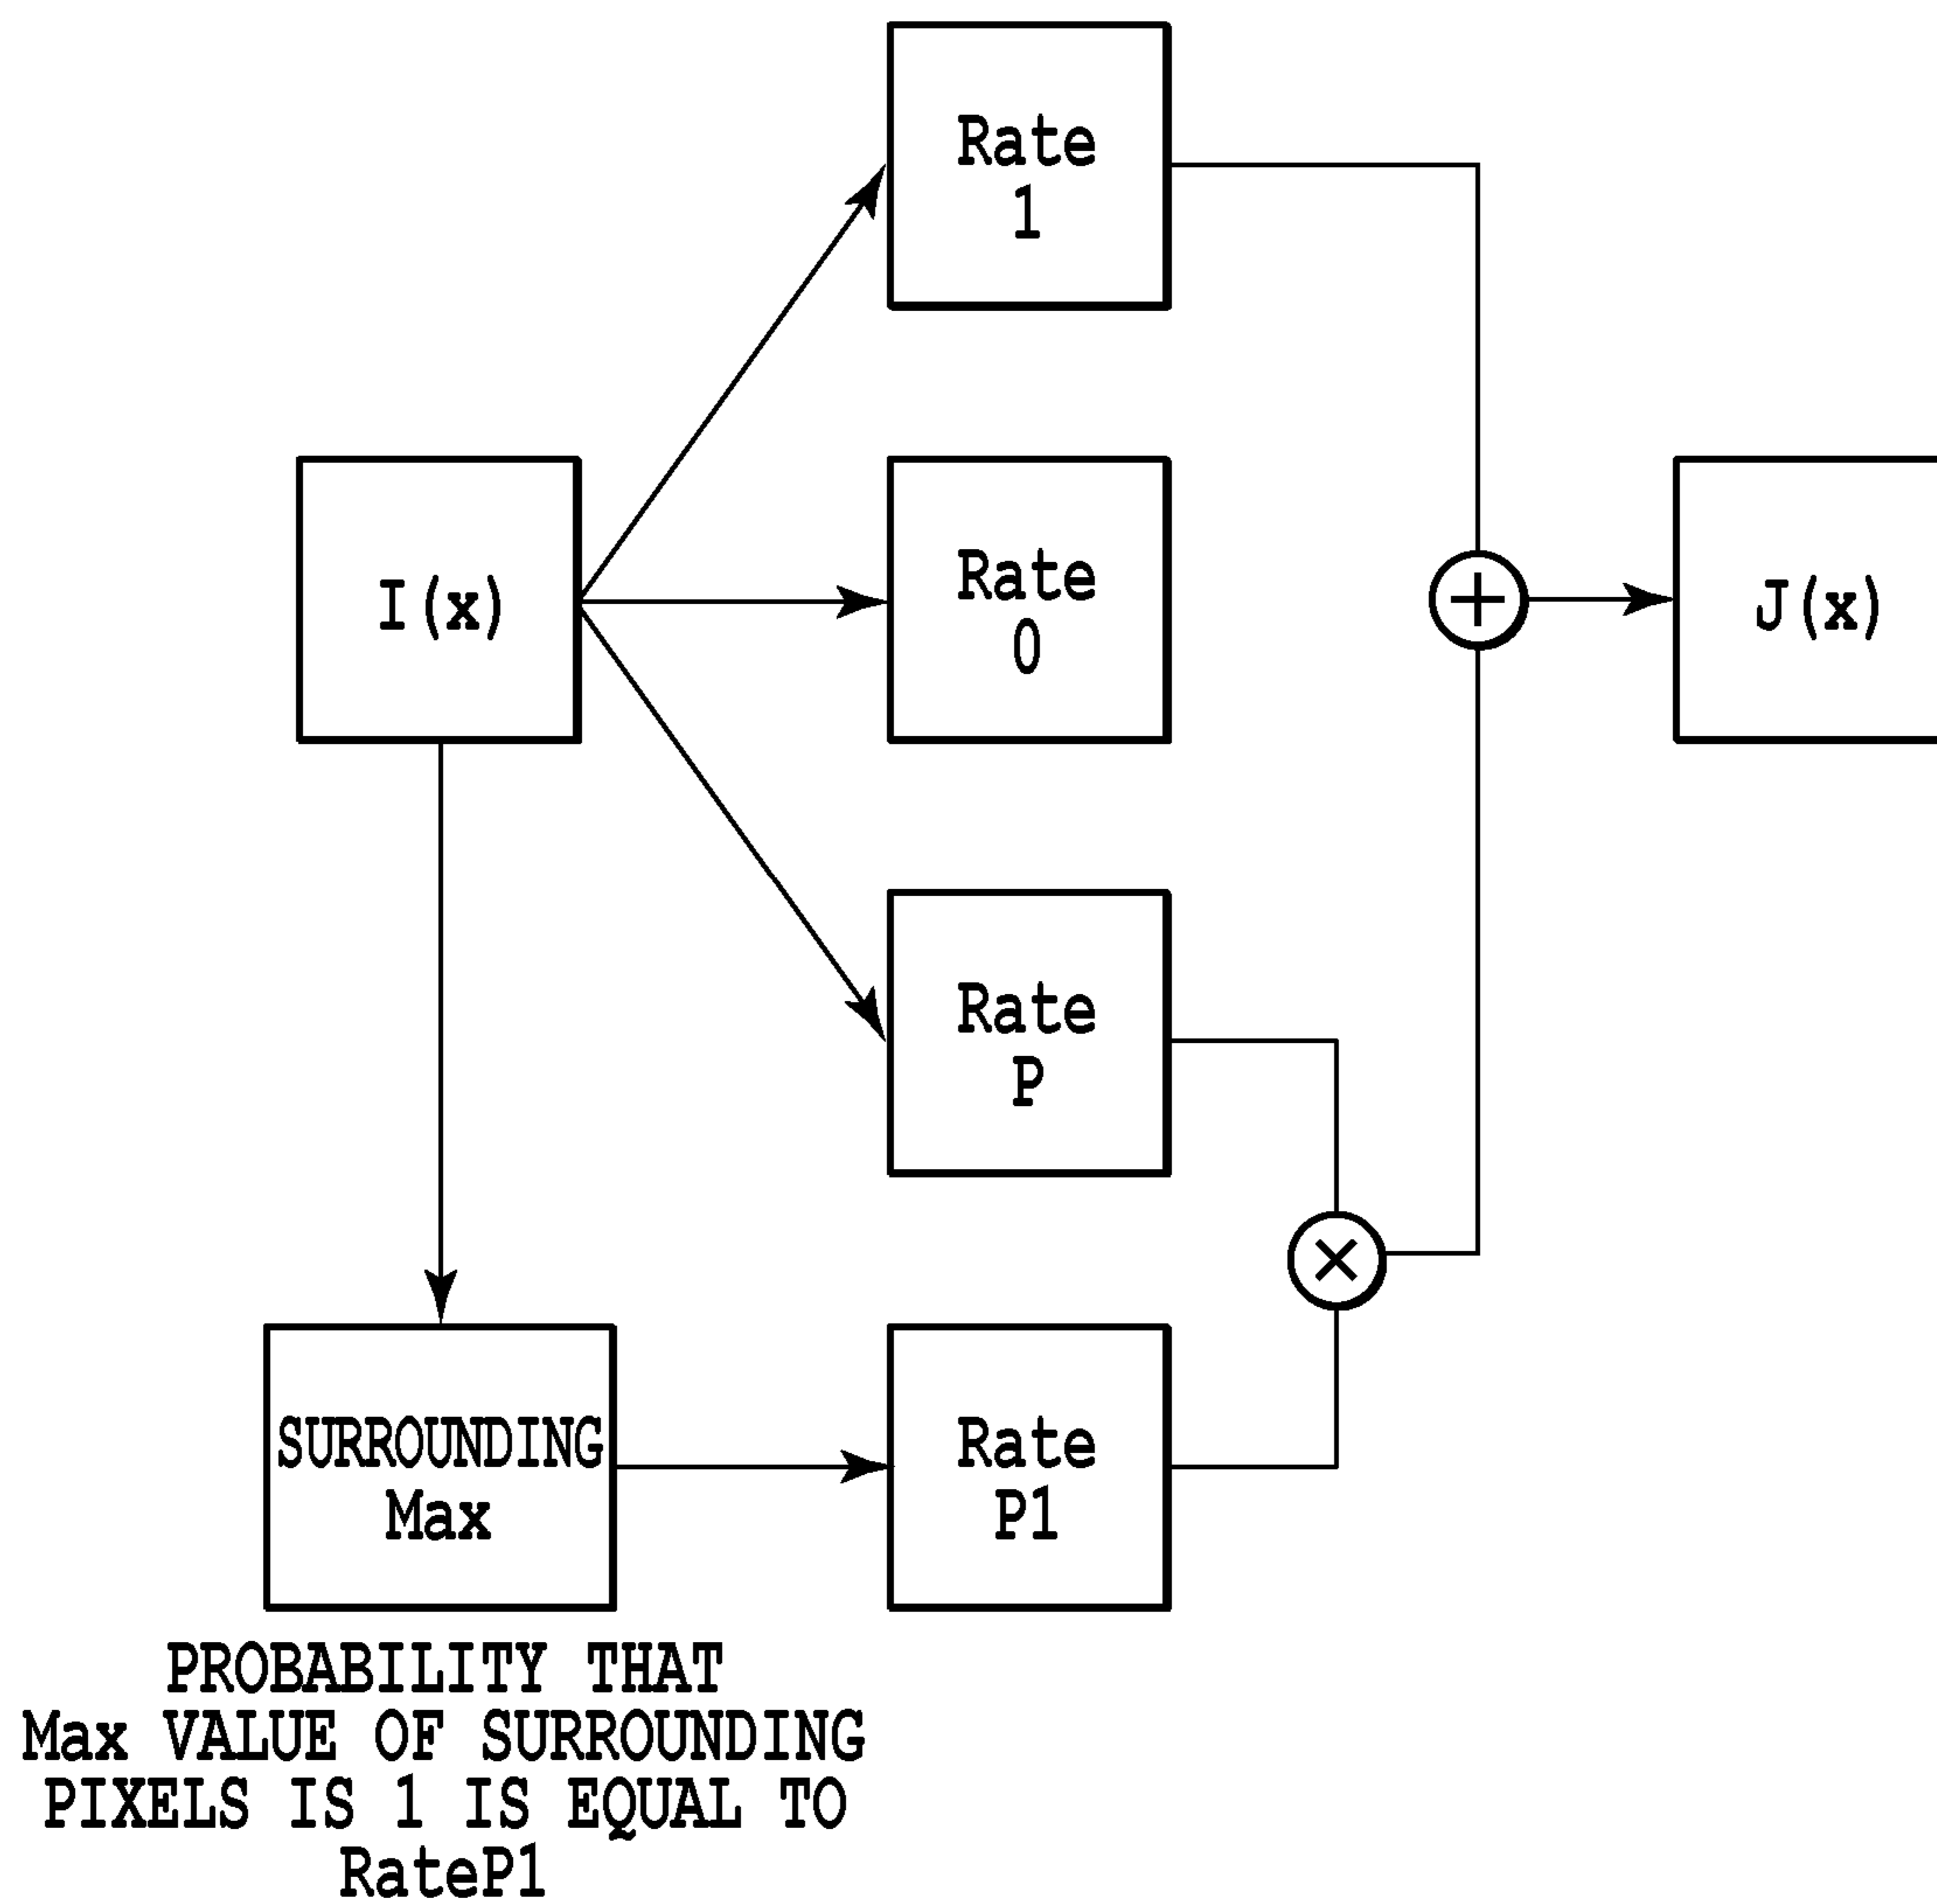 Rate
1
I(x)
Rate
0
+
J(x)
Rate
P
×
SURROUNDING
Max
Rate
P1
PROBABILITY THAT
Max VALUE OF SURROUNDING
PIXELS IS 1 IS EQUAL TO
RateP1